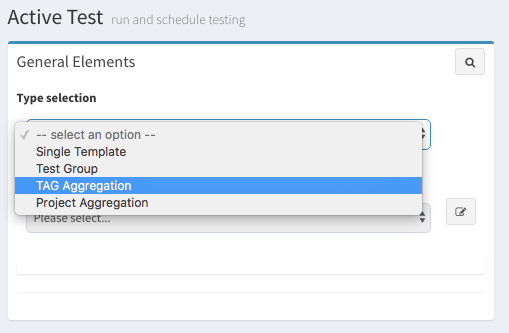 Active Test run and schedule testing
General Elements
Type selection
-- select an option --
Single Template
Test Group
TAG Aggregation
Project Aggregation
Please select...